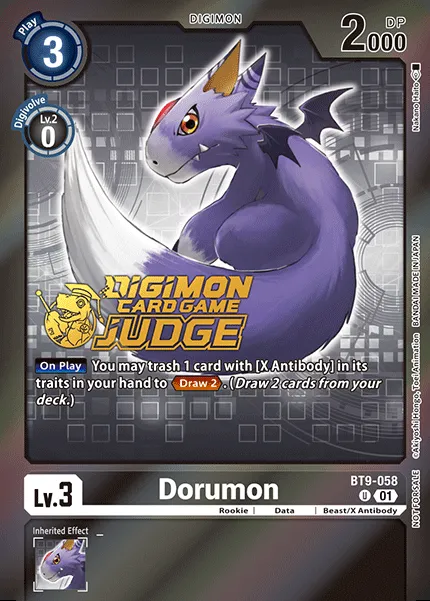 DIGIMON
Play
3
DP
2000
Digivolve
Lv.2
0
DIGIMON
CARD GAME
JUDGE
On Play You may trash 1 card with [X Antibody] in its
traits in your hand to Draw 2. (Draw 2 cards from your
deck.)
Lv.3
Dorumon
BT9-058
U 01
Rookie | Data | Beast/X Antibody
Inherited Effect
–
Nakano Haito
©Akiyoshi Hongo, Toei Animation BANDAI MADE IN JAPAN
NOT FOR SALE